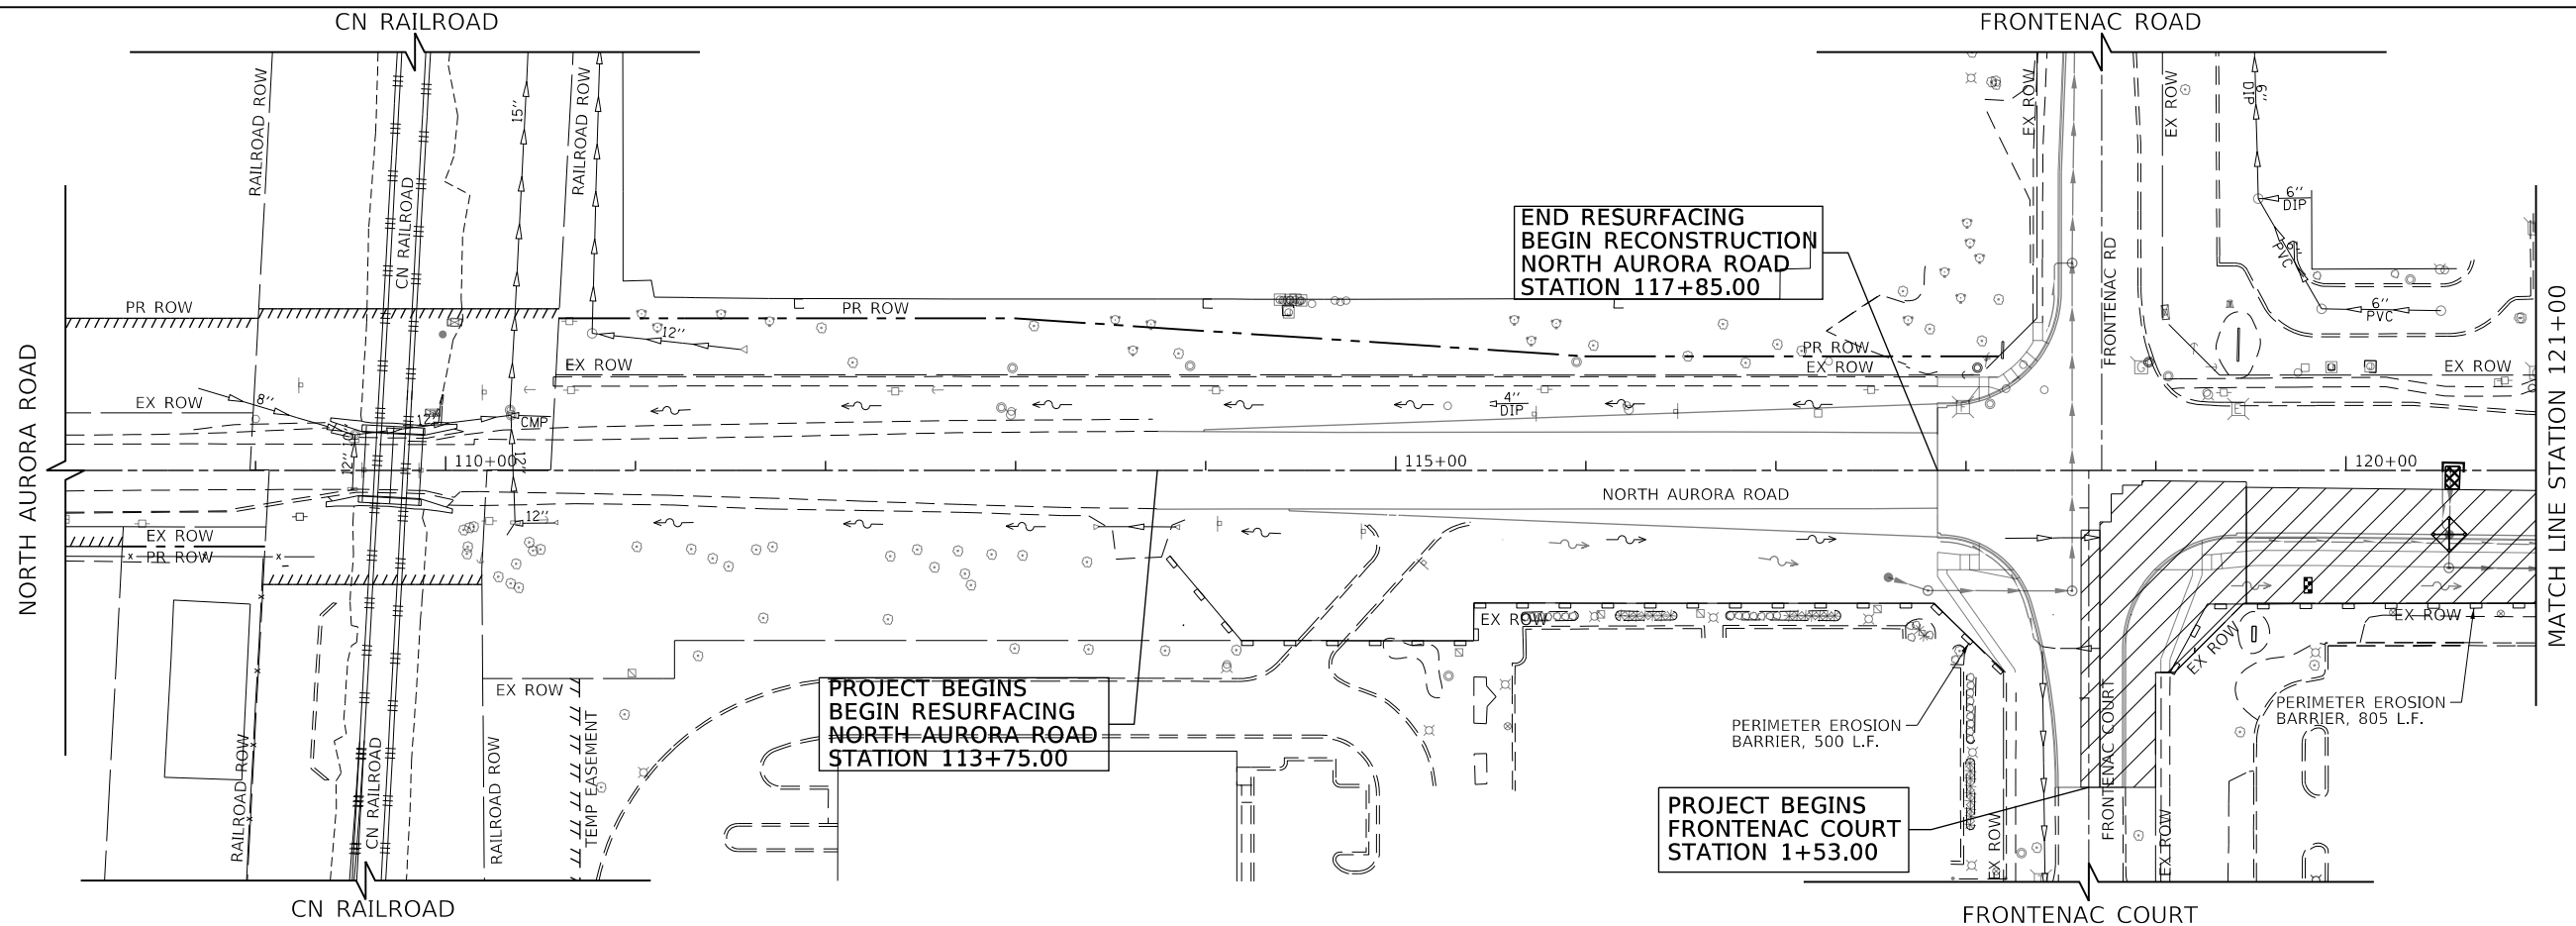 CN RAILROAD
FRONTENAC ROAD
RAILROAD ROW
CN RAILROAD
15"
RAILROAD ROW
EX ROW
FRONTENAC RD
EX ROW
6"
DIP
6"
DIP
6"
PVC
6"
PVC
END RESURFACING
BEGIN RECONSTRUCTION
NORTH AURORA ROAD
STATION 117+85.00
PR ROW
PR ROW
12"
EX ROW
PR ROW
EX ROW
EX ROW
EX ROW
8"
12"
CMP
4"
DIP
NORTH AURORA ROAD
MATCH LINE STATION 121+00
12"
110+00
12"
115+00
120+00
NORTH AURORA ROAD
12"
EX ROW
PR ROW
EX ROW
EX ROW
EX ROW
EX ROW
PROJECT BEGINS
BEGIN RESURFACING
NORTH AURORA ROAD
STATION 113+75.00
PERIMETER EROSION
BARRIER, 500 L.F.
PERIMETER EROSION
BARRIER, 805 L.F.
RAILROAD ROW
CN RAILROAD
RAILROAD ROW
TEMP EASEMENT
PROJECT BEGINS
FRONTENAC COURT
STATION 1+53.00
EX ROW
FRONTENAC COURT
EX ROW
CN RAILROAD
FRONTENAC COURT